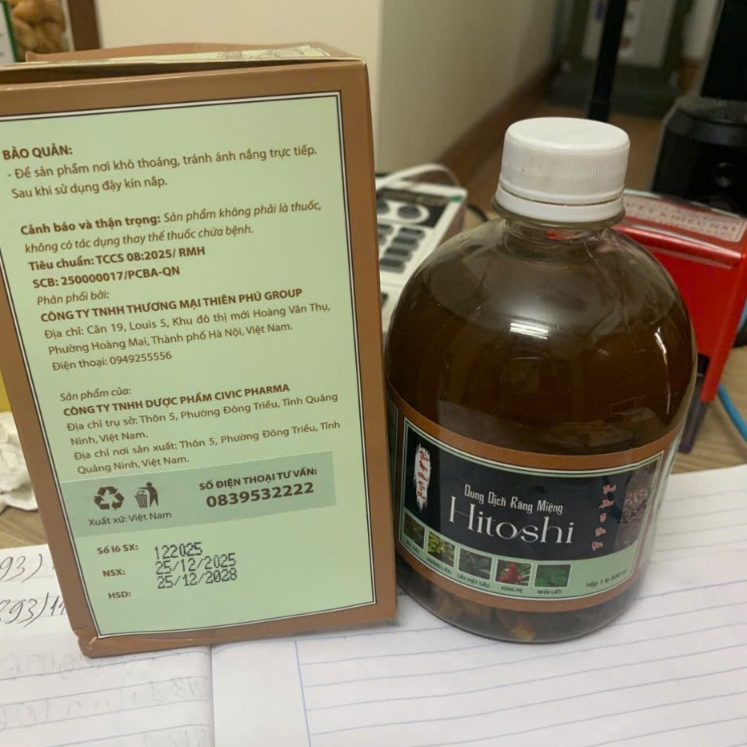 BẢO QUẢN:
- Để sản phẩm nơi khô thoáng, tránh ánh nắng trực tiếp.
Sau khi sử dụng đậy kín nắp.
Cảnh báo và thận trọng: Sản phẩm không phải là thuốc,
không có tác dụng thay thế thuốc chữa bệnh.
Tiêu chuẩn: TCCS 08:2025/ RMH
SCB: 250000017/PCBA-QN
Phân phối bởi:
CÔNG TY TNHH THƯƠNG MẠI THIÊN PHÚ GROUP
Địa chỉ: Căn 19, Louis 5, Khu đô thị mới Hoàng Văn Thụ,
Phường Hoàng Mai, Thành phố Hà Nội, Việt Nam.
Điện thoại: 0949255556
Sản phẩm của:
CÔNG TY TNHH DƯỢC PHẨM CIVIC PHARMA
Địa chỉ trụ sở: Thôn 5, Phường Đông Triều, Tỉnh Quảng
Ninh, Việt Nam.
Địa chỉ nơi sản xuất: Thôn 5, Phường Đông Triều, Tỉnh
Quảng Ninh, Việt Nam.
Xuất xứ: Việt Nam
SỐ ĐIỆN THOẠI TƯ VẤN:
0839532222
Số lô SX: 122025
NSX: 25/12/2025
HSD: 25/12/2028
Dung Dịch Răng Miệng
Hitoshi